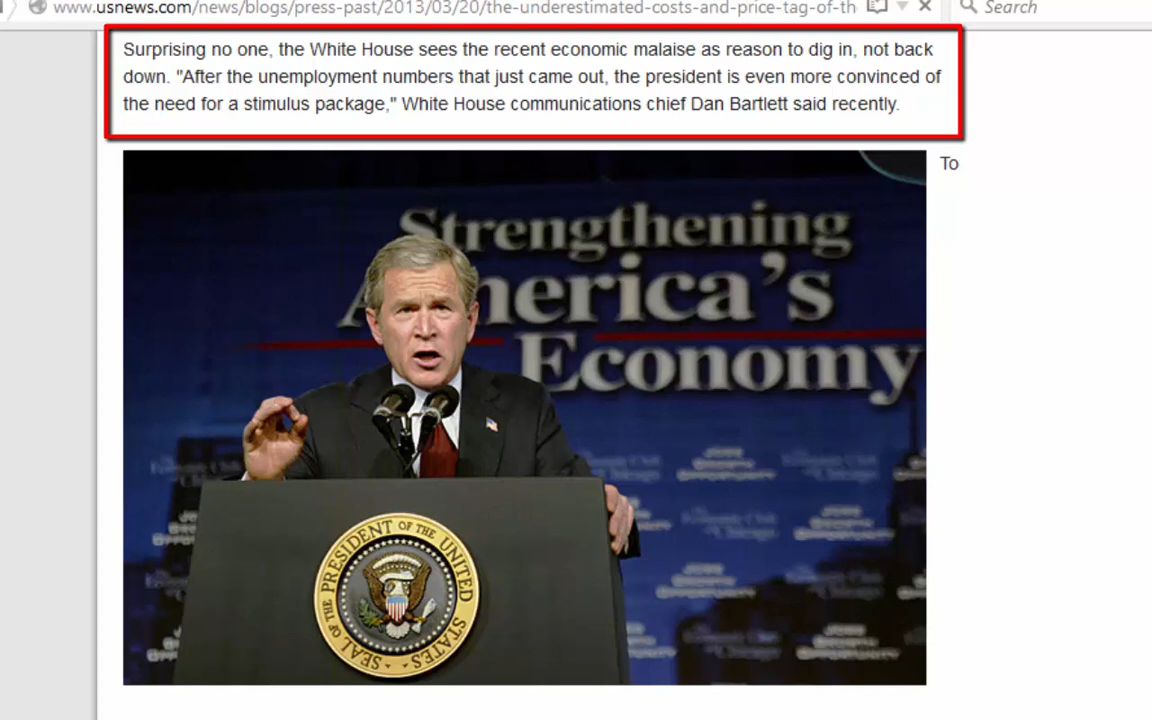 www.usnews.com/news/blogs/press-past/2013/03/20/the-underestimated-costs-and-price-tag-of-th
Search
Surprising no one, the White House sees the recent economic malaise as reason to dig in, not back
down. "After the unemployment numbers that just came out, the president is even more convinced of
the need for a stimulus package," White House communications chief Dan Bartlett said recently.
To
Strengthening
America's
Economy
SEAL OF THE PRESIDENT OF THE UNITED STATES